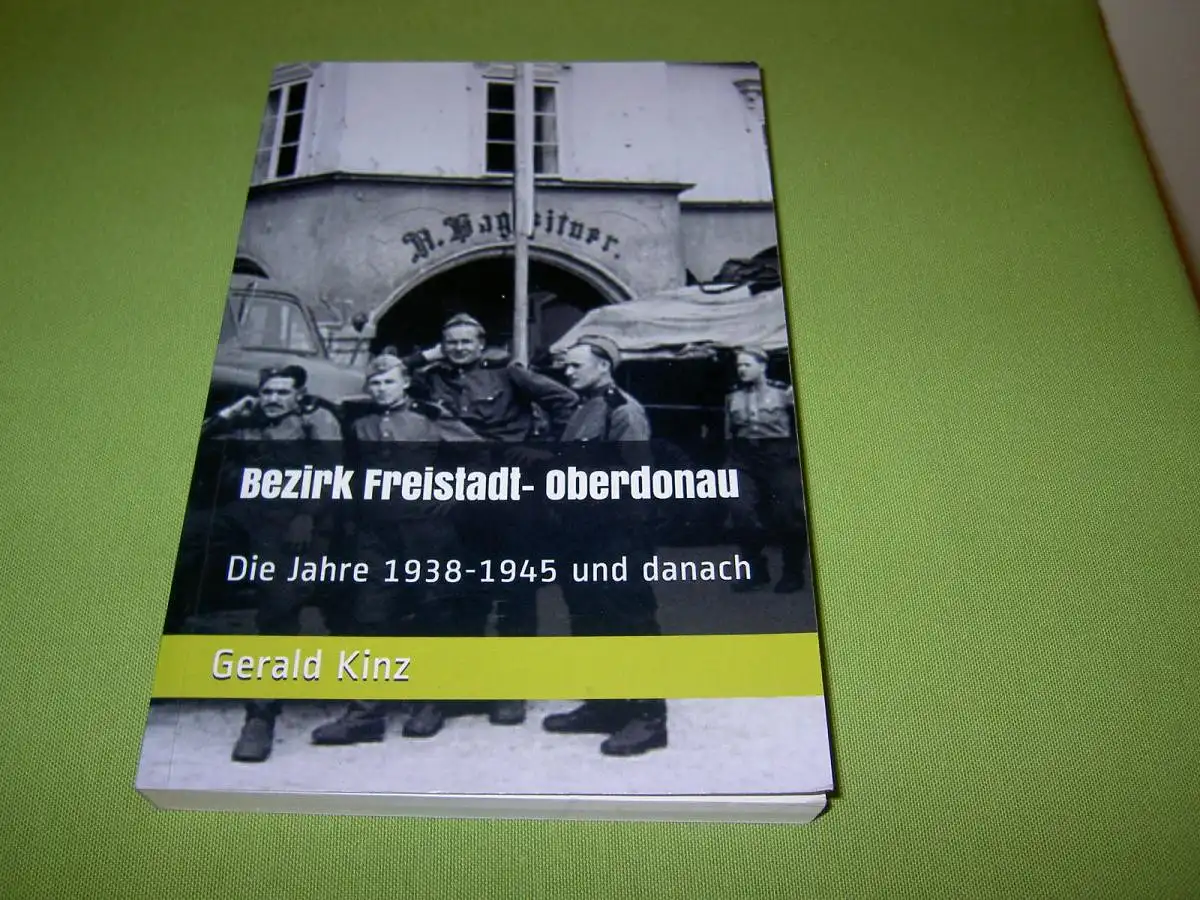 Bezirk Freistadt- Oberdonau
Die Jahre 1938-1945 und danach
Gerald Kinz